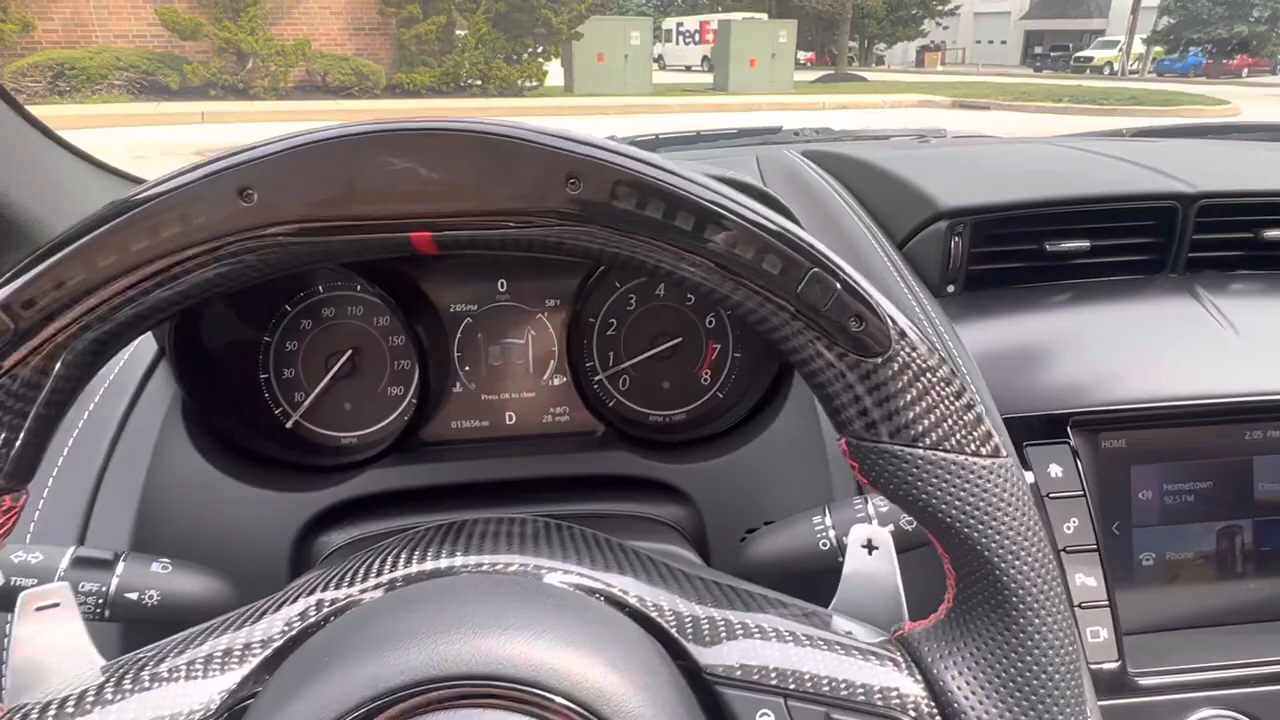 FedEx
0
mph
2:05PM
58°F
10
30
50
70
90
110
130
150
170
190
MPH
Press OK to close
D
013656mi
28 mph
0
1
2
3
4
5
6
7
8
RPM x 1000
+
TRIP
OFF
HOME
2:05 PM
Hometown
92.5 FM
Phone